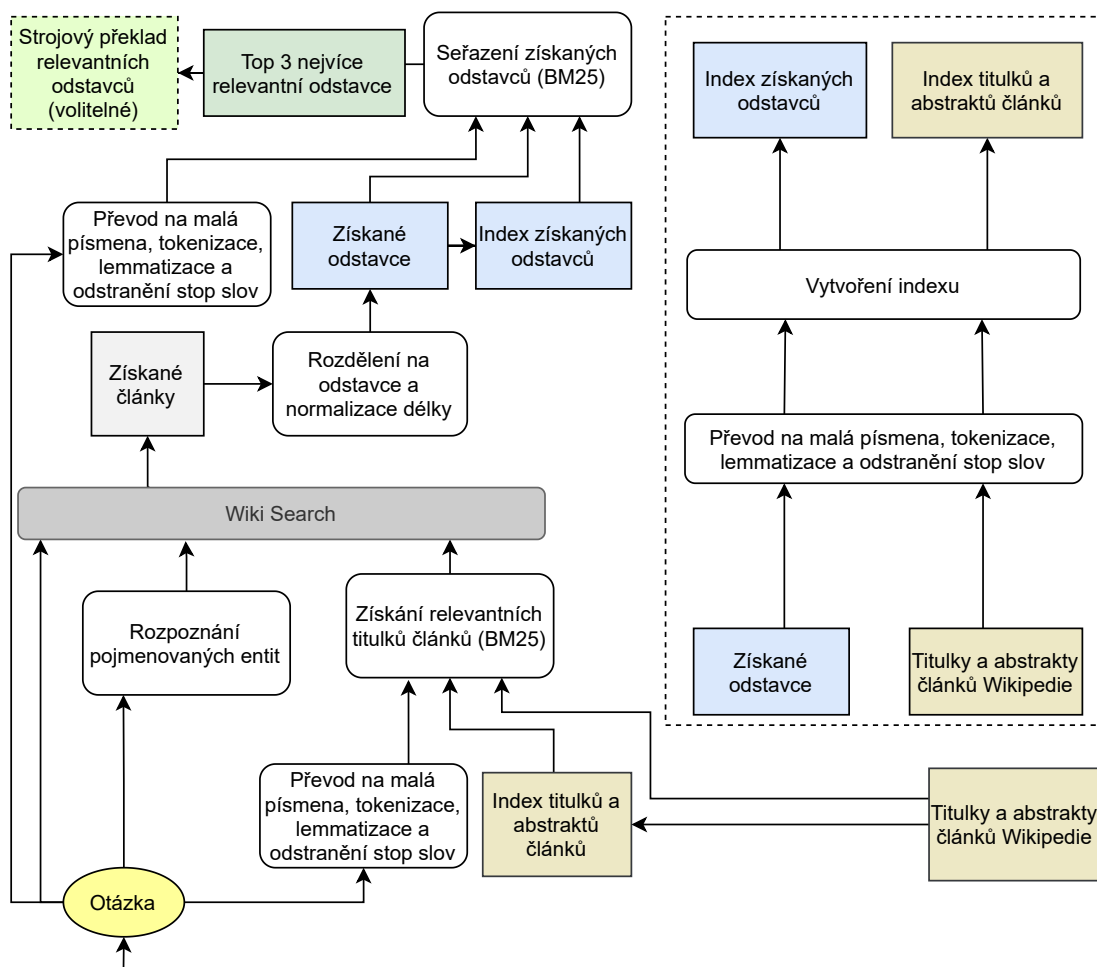 Strojový překlad
relevantních
odstavců
(volitelné)
Top 3 nejvíce
relevantní odstavce
Seřazení získaných
odstavců (BM25)
Index získaných
odstavců
Index titulků a
abstraktů článků
Převod na malá
písmena, tokenizace,
lemmatizace a
odstranění stop slov
Získané
odstavce
Index získaných
odstavců
Vytvoření indexu
Získané
články
Rozdělení na
odstavce a
normalizace délky
Převod na malá písmena, tokenizace,
lemmatizace a odstranění stop slov
Wiki Search
Rozpoznání
pojmenovaných entit
Získání relevantních
titulků článků (BM25)
Získané
odstavce
Titulky a abstrakty
článků Wikipedie
Převod na malá
písmena, tokenizace,
lemmatizace a
odstranění stop slov
Index titulků a
abstraktů
článků
Titulky a abstrakty
článků Wikipedie
Otázka